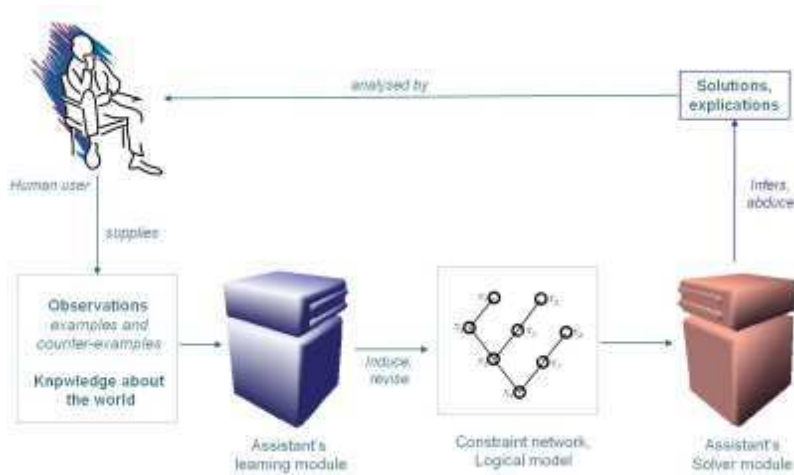 analysed by
Solutions,
explications
Human user
Infers,
abduce
supplies
Observations
examples and
counter-examples
Knpwledge about
the world
Induce,
revise
Assistant's
learning module
Constraint network,
Logical model
Assistant's
Solver module